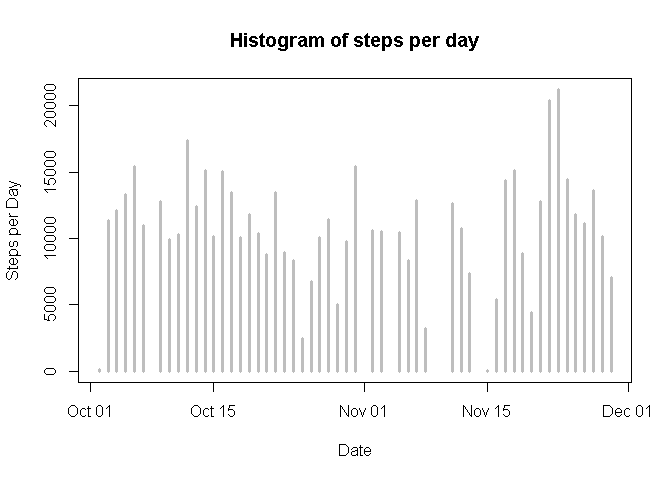 Histogram of steps per day
Steps per Day
20000
15000
10000
5000
0
Oct 01 Oct 15 Nov 01 Nov 15 Dec 01
Date